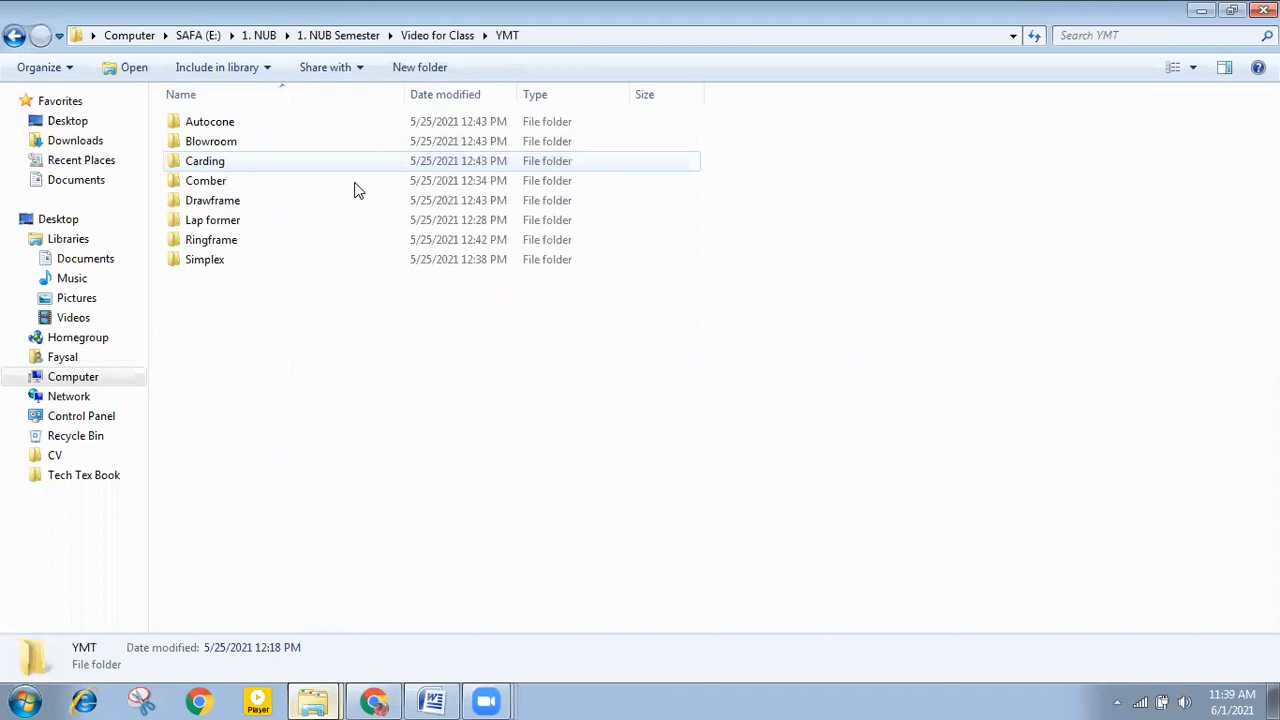 Computer SAFA (E:) 1. NUB 1. NUB Semester Video for Class YMT Search YMT
Organize Open Include in library Share with New folder
Name Date modified Type Size
Favorites
Desktop
Downloads
Recent Places
Documents
Desktop
Libraries
Documents
Music
Pictures
Videos
Homegroup
Faysal
Computer
Network
Control Panel
Recycle Bin
CV
Tech Tex Book
Autocone 5/25/2021 12:43 PM File folder
Blowroom 5/25/2021 12:43 PM File folder
Carding 5/25/2021 12:43 PM File folder
Comber 5/25/2021 12:34 PM File folder
Drawframe 5/25/2021 12:43 PM File folder
Lap former 5/25/2021 12:28 PM File folder
Ringframe 5/25/2021 12:42 PM File folder
Simplex 5/25/2021 12:38 PM File folder
YMT Date modified: 5/25/2021 12:18 PM
File folder
Player
11:39 AM
6/1/2021